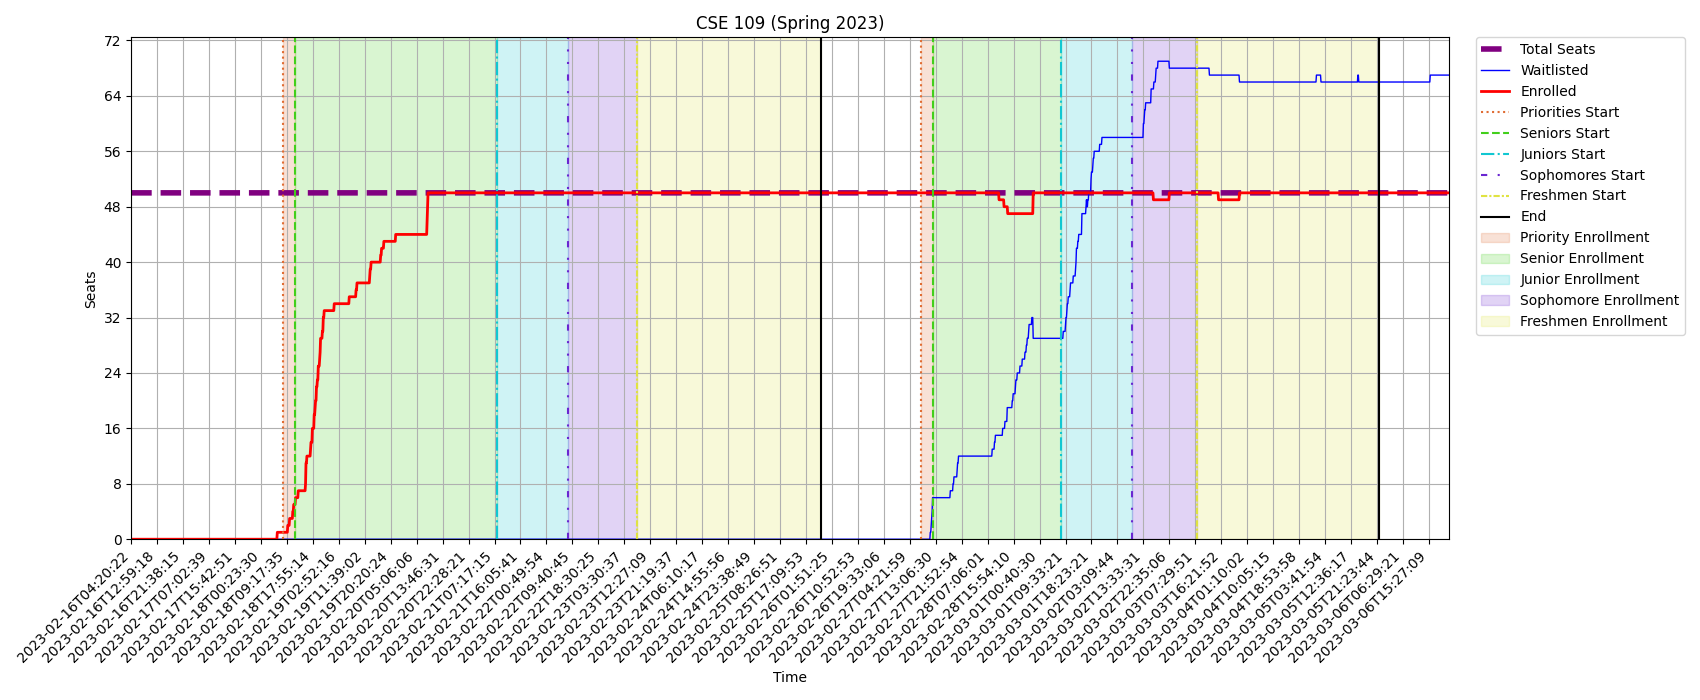 CSE 109 (Spring 2023)
72
64
56
48
40
32
24
16
8
0
Seats
2023-02-16T04:20:22
2023-02-16T12:59:18
2023-02-16T21:38:15
2023-02-17T07:02:39
2023-02-17T15:42:51
2023-02-18T00:23:30
2023-02-18T09:17:35
2023-02-18T17:55:14
2023-02-19T02:52:16
2023-02-19T11:39:02
2023-02-19T20:20:24
2023-02-20T05:06:06
2023-02-20T13:46:31
2023-02-20T22:28:21
2023-02-21T07:17:15
2023-02-21T16:05:41
2023-02-22T00:49:54
2023-02-22T09:40:45
2023-02-22T18:30:25
2023-02-23T03:30:37
2023-02-23T12:27:09
2023-02-23T21:19:37
2023-02-24T06:10:17
2023-02-24T14:55:56
2023-02-24T23:38:49
2023-02-25T08:26:51
2023-02-25T17:09:53
2023-02-26T01:51:25
2023-02-26T10:52:53
2023-02-26T19:33:06
2023-02-27T04:21:59
2023-02-27T13:06:30
2023-02-27T21:52:54
2023-02-28T07:06:01
2023-02-28T15:54:10
2023-03-01T00:40:30
2023-03-01T09:33:21
2023-03-01T18:23:21
2023-03-02T03:09:44
2023-03-02T13:33:31
2023-03-02T22:35:06
2023-03-03T07:29:51
2023-03-03T16:21:52
2023-03-04T01:10:02
2023-03-04T10:05:15
2023-03-04T18:53:58
2023-03-05T03:41:54
2023-03-05T12:36:17
2023-03-05T21:23:44
2023-03-06T06:29:21
2023-03-06T15:27:09
Time
Total Seats
Waitlisted
Enrolled
Priorities Start
Seniors Start
Juniors Start
Sophomores Start
Freshmen Start
End
Priority Enrollment
Senior Enrollment
Junior Enrollment
Sophomore Enrollment
Freshmen Enrollment